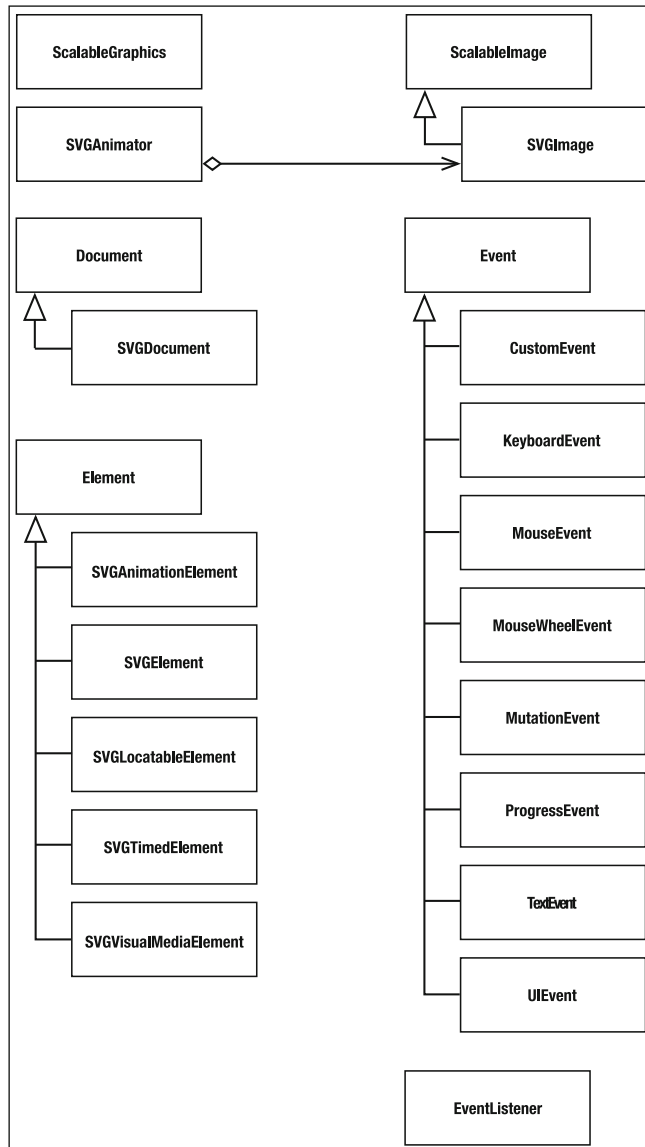 ScalableGraphics
ScalableImage
SVGAnimator
SVGImage
Document
Event
SVGDocument
CustomEvent
KeyboardEvent
Element
MouseEvent
SVGAnimationElement
MouseWheelEvent
SVGElement
MutationEvent
SVGLocatableElement
ProgressEvent
SVGTimedElement
TextEvent
SVGVisualMediaElement
UIEvent
EventListener